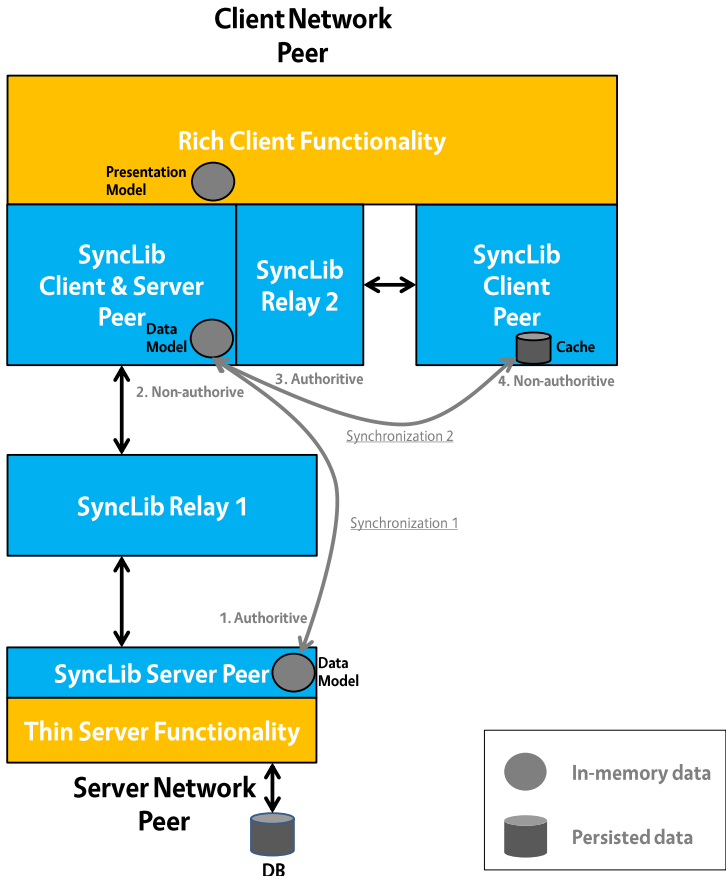 Client Network
Peer
Rich Client Functionality
Presentation
Model
SyncLib
Client & Server
Peer
Data
Model
SyncLib
Relay 2
SyncLib
Client
Peer
Cache
2. Non-authorive
3. Authoritive
4. Non-authoritive
Synchronization 2
SyncLib Relay 1
Synchronization 1
1. Authoritive
SyncLib Server Peer
Data
Model
Thin Server Functionality
Server Network
Peer
DB
In-memory data
Persisted data